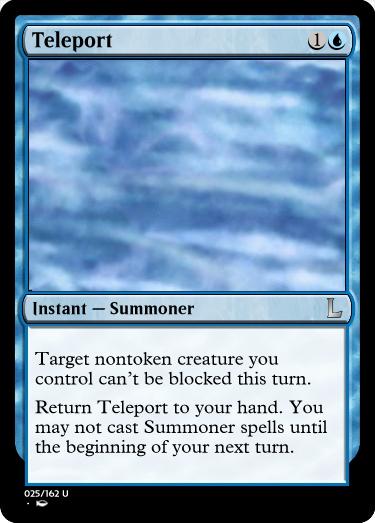 Teleport 1
Instant — Summoner L
Target nontoken creature you
control can't be blocked this turn.
Return Teleport to your hand. You
may not cast Summoner spells until
the beginning of your next turn.
025/162 U